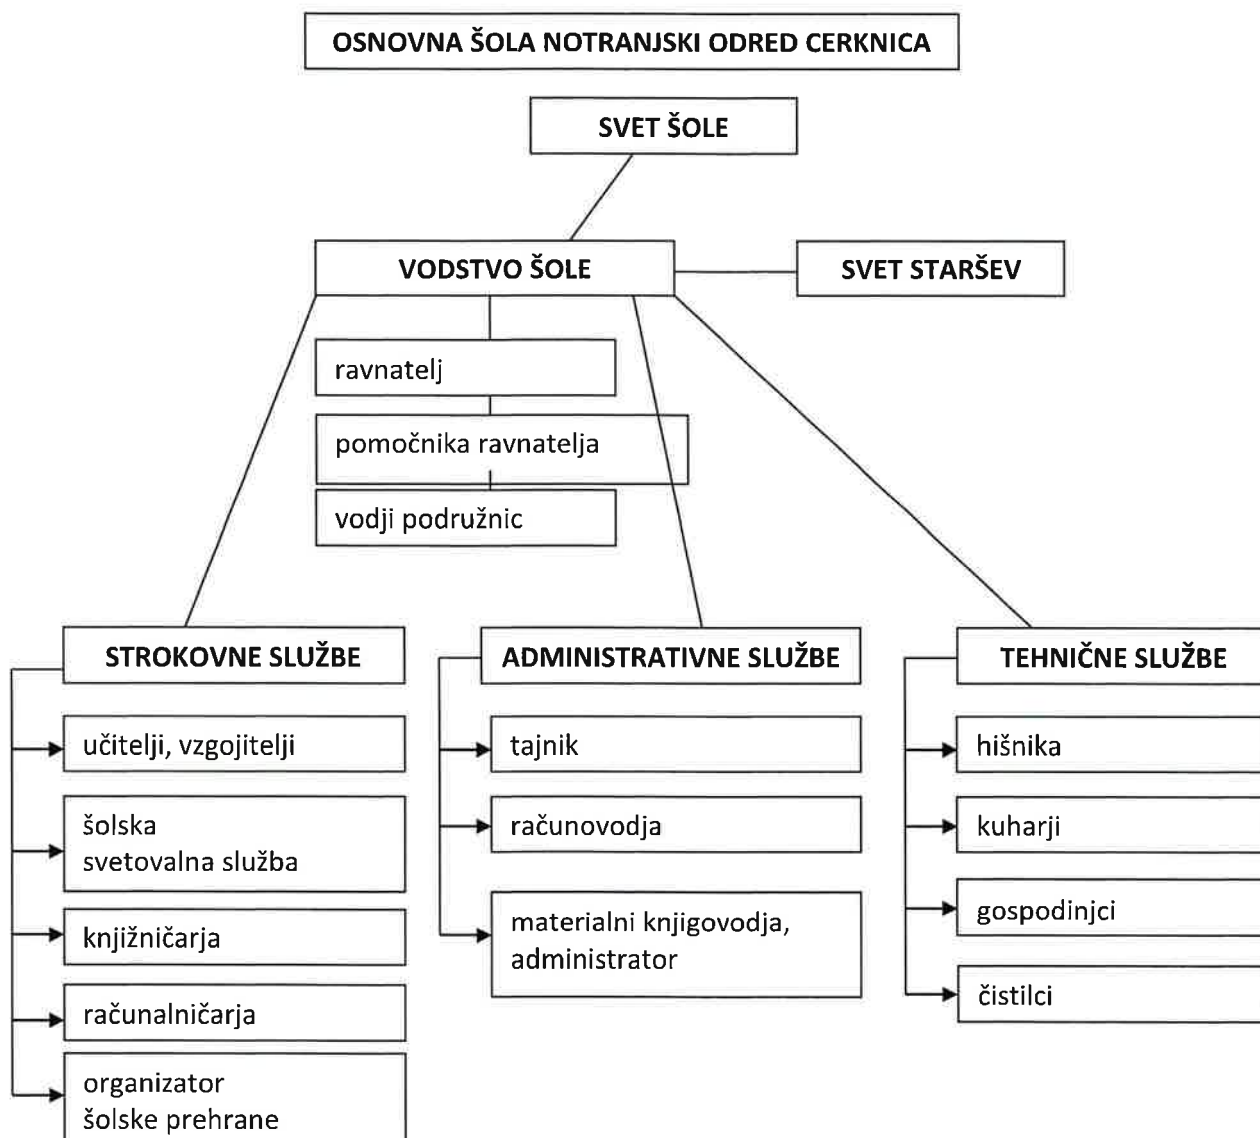 OSNOVNA ŠOLA NOTRANJSKI ODRED CERKNICA
SVET ŠOLE
VODSTVO ŠOLE
SVET STARŠEV
ravnatelj
pomočnika ravnatelja
vodji podružnic
STROKOVNE SLUŽBE
učitelji, vzgojitelji
šolska
svetovalna služba
knjižničarja
računalničarja
organizator
šolske prehrane
ADMINISTRATIVNE SLUŽBE
tajnik
računovodja
materialni knjigovodja,
administrator
TEHNIČNE SLUŽBE
hišnika
kuharji
gospodinjci
čistilci